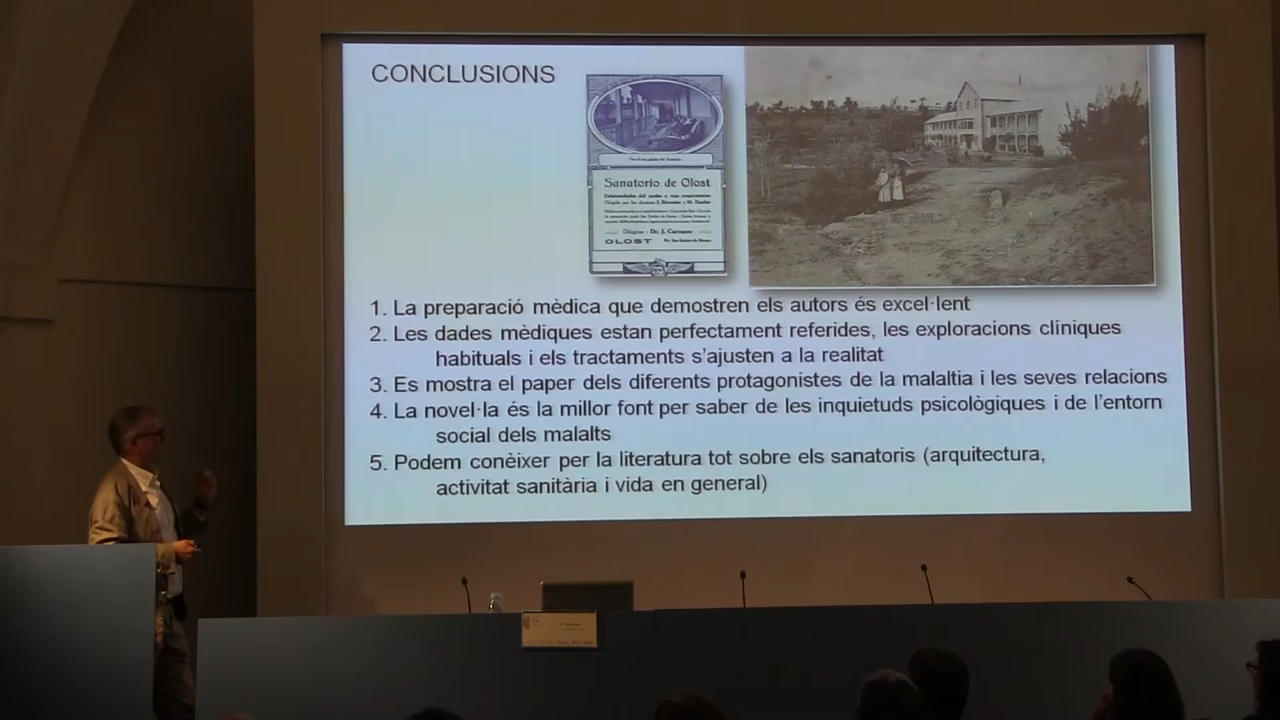 CONCLUSIONS
Sanatorio de Olost
OLOST
1. La preparació mèdica que demostren els autors és excel·lent
2. Les dades mèdiques estan perfectament referides, les exploracions clíniques
habituals i els tractaments s'ajusten a la realitat
3. Es mostra el paper dels diferents protagonistes de la malaltia i les seves relacions
4. La novel·la és la millor font per saber de les inquietuds psicològiques i de l'entorn
social dels malalts
5. Podem conèixer per la literatura tot sobre els sanatoris (arquitectura,
activitat sanitària i vida en general)